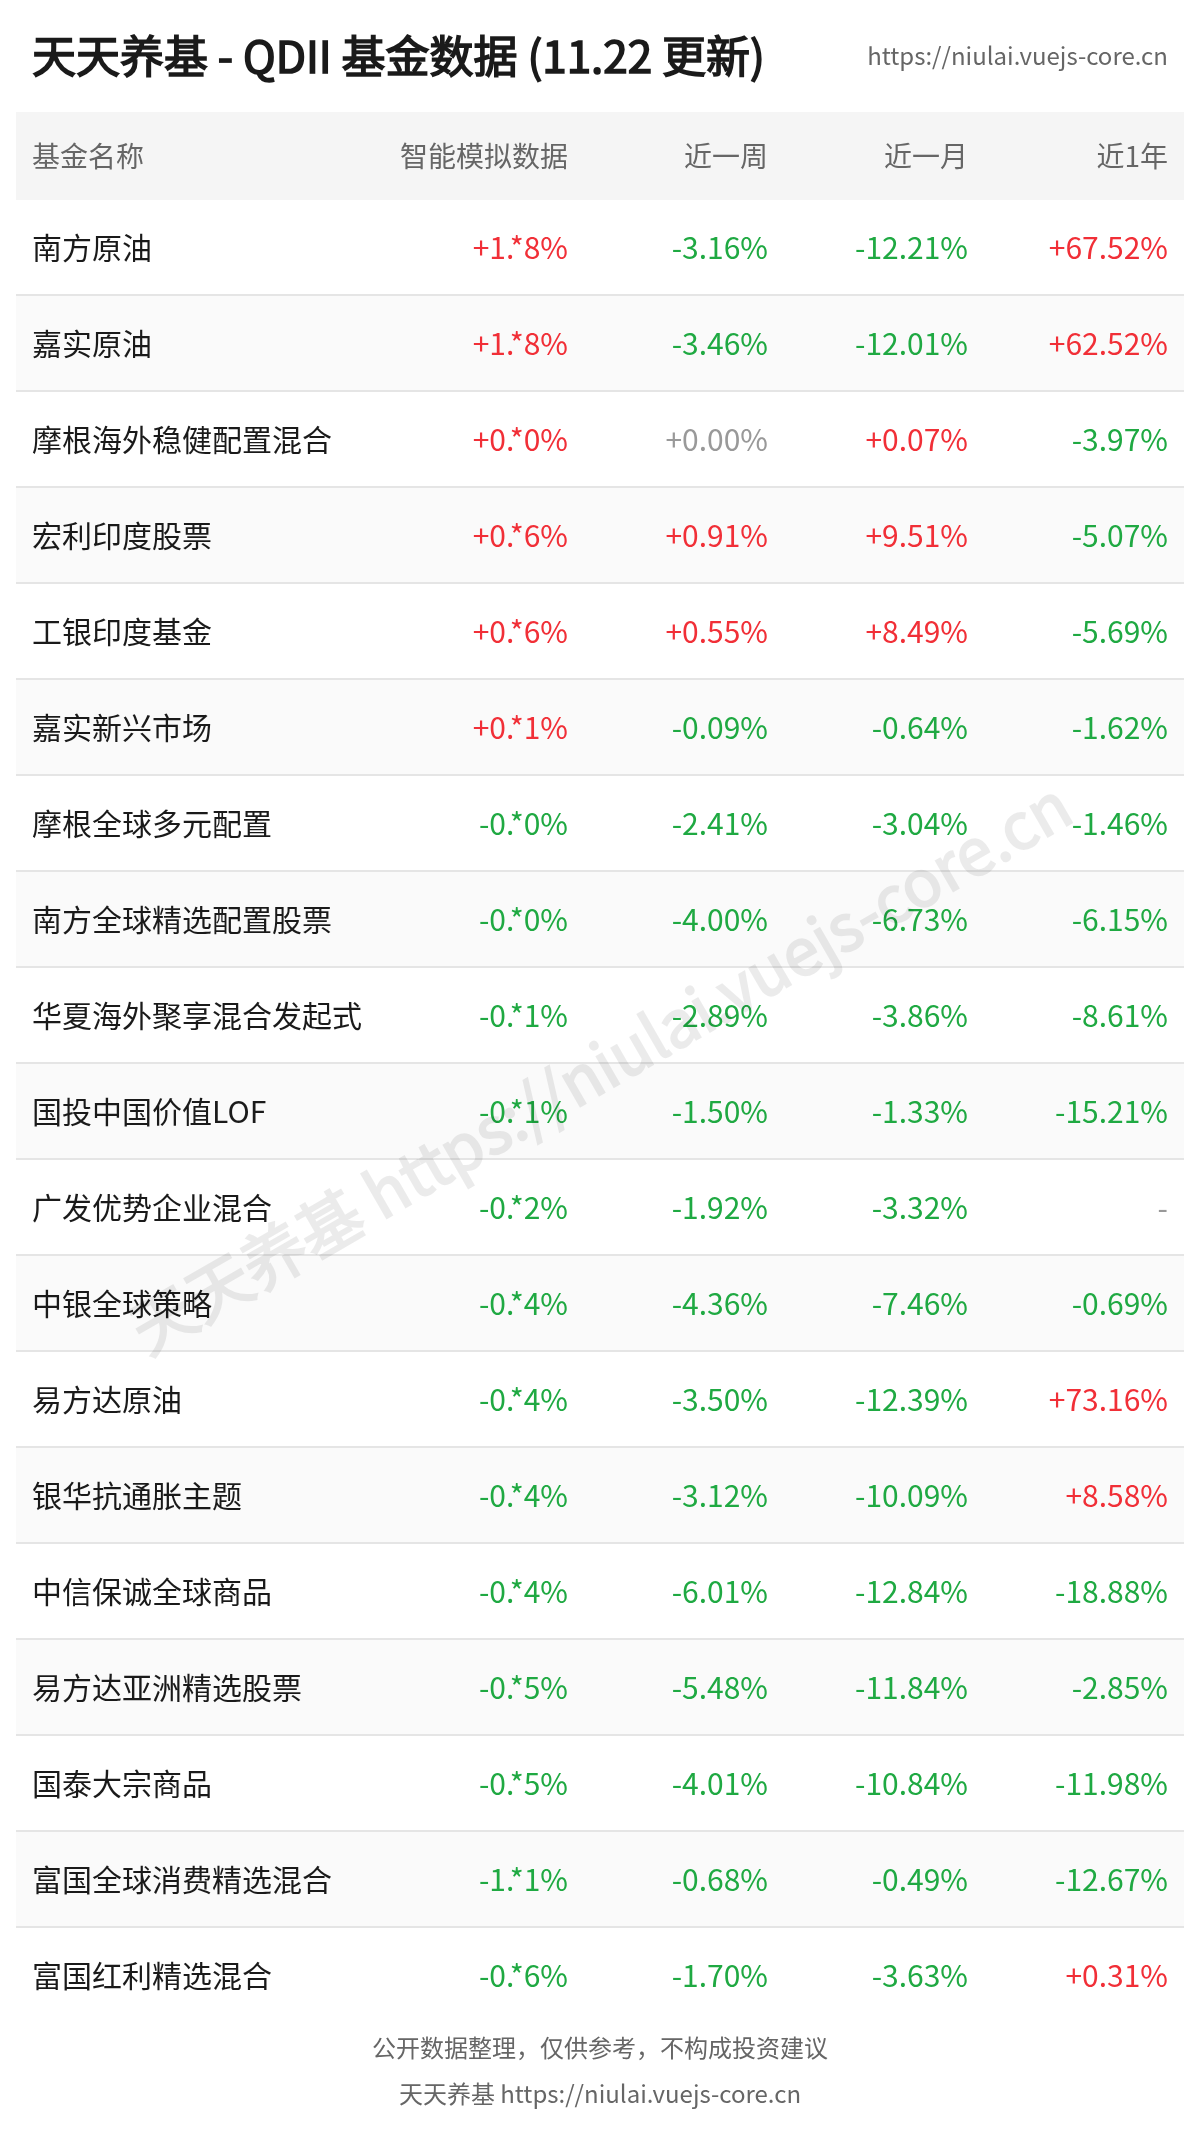 天天养基 - QDII 基金数据 (11.22 更新) https://niulai.vuejs-core.cn
基金名称 智能模拟数据 近一周 近一月 近1年
南方原油 +1.*8% -3.16% -12.21% +67.52%
嘉实原油 +1.*8% -3.46% -12.01% +62.52%
摩根海外稳健配置混合 +0.*0% +0.00% +0.07% -3.97%
宏利印度股票 +0.*6% +0.91% +9.51% -5.07%
工银印度基金 +0.*6% +0.55% +8.49% -5.69%
嘉实新兴市场 +0.*1% -0.09% -0.64% -1.62%
摩根全球多元配置 -0.*0% -2.41% -3.04% -1.46%
南方全球精选配置股票 -0.*0% -4.00% -6.73% -6.15%
华夏海外聚享混合发起式 -0.*1% -2.89% -3.86% -8.61%
国投中国价值LOF -0.*1% -1.50% -1.33% -15.21%
广发优势企业混合 -0.*2% -1.92% -3.32% -
中银全球策略 -0.*4% -4.36% -7.46% -0.69%
易方达原油 -0.*4% -3.50% -12.39% +73.16%
银华抗通胀主题 -0.*4% -3.12% -10.09% +8.58%
中信保诚全球商品 -0.*4% -6.01% -12.84% -18.88%
易方达亚洲精选股票 -0.*5% -5.48% -11.84% -2.85%
国泰大宗商品 -0.*5% -4.01% -10.84% -11.98%
富国全球消费精选混合 -1.*1% -0.68% -0.49% -12.67%
富国红利精选混合 -0.*6% -1.70% -3.63% +0.31%
天天养基 https://niulai.vuejs-core.cn
公开数据整理，仅供参考，不构成投资建议
天天养基 https://niulai.vuejs-core.cn